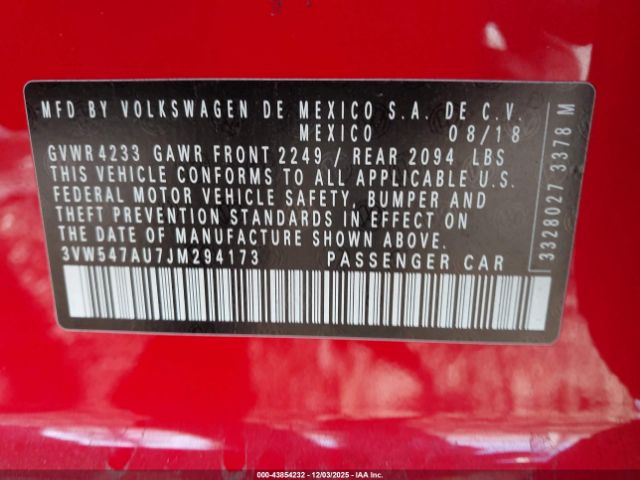 MFD BY VOLKSWAGEN DE MEXICO S.A. DE C.V.
MEXICO 08/18
GVWR 4233 GAWR FRONT 2249 / REAR 2094 LBS
THIS VEHICLE CONFORMS TO ALL APPLICABLE U.S.
FEDERAL MOTOR VEHICLE SAFETY, BUMPER AND
THEFT PREVENTION STANDARDS IN EFFECT ON
THE DATE OF MANUFACTURE SHOWN ABOVE.
3VW547AU7JM294173 PASSENGER CAR
3328027 3378 M
000-43854232 - 12/03/2025 - IAA Inc.